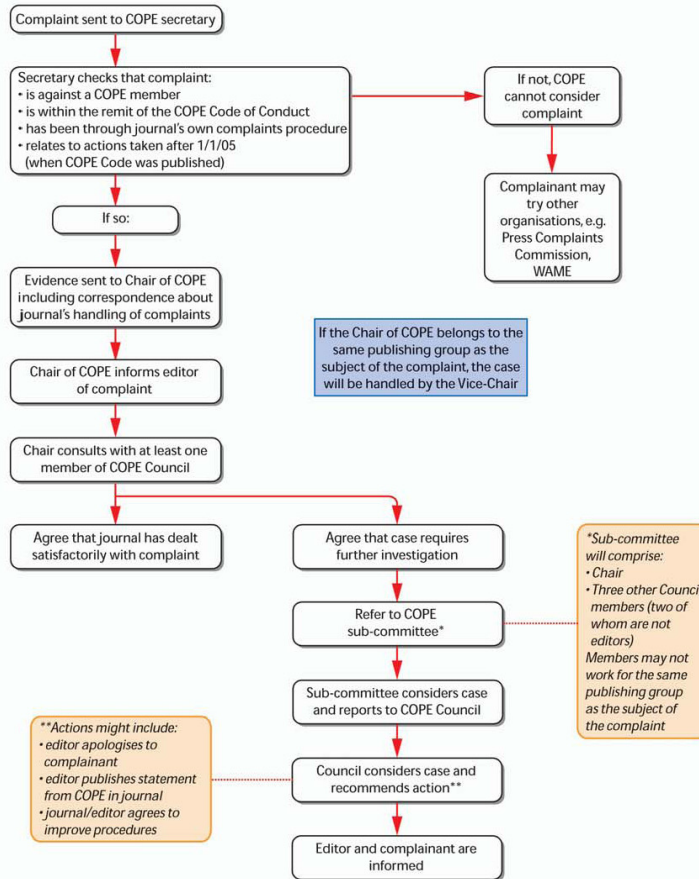 Complaint sent to COPE secretary
Secretary checks that complaint:
• is against a COPE member
• is within the remit of the COPE Code of Conduct
• has been through journal's own complaints procedure
• relates to actions taken after 1/1/05
(when COPE Code was published)
If not, COPE
cannot consider
complaint
Complainant may
try other
organisations, e.g.
Press Complaints
Commission,
WAME
If so:
Evidence sent to Chair of COPE
including correspondence about
journal's handling of complaints
If the Chair of COPE belongs to the
same publishing group as the
subject of the complaint, the case
will be handled by the Vice-Chair
Chair of COPE informs editor
of complaint
Chair consults with at least one
member of COPE Council
Agree that journal has dealt
satisfactorily with complaint
Agree that case requires
further investigation
Refer to COPE
sub-committee*
*Sub-committee
will comprise:
• Chair
• Three other Council
members (two of
whom are not
editors)
Members may not
work for the same
publishing group
as the subject of
the complaint
Sub-committee considers case
and reports to COPE Council
**Actions might include:
• editor apologises to
complainant
• editor publishes statement
from COPE in journal
• journal/editor agrees to
improve procedures
Council considers case and
recommends action**
Editor and complainant are
informed